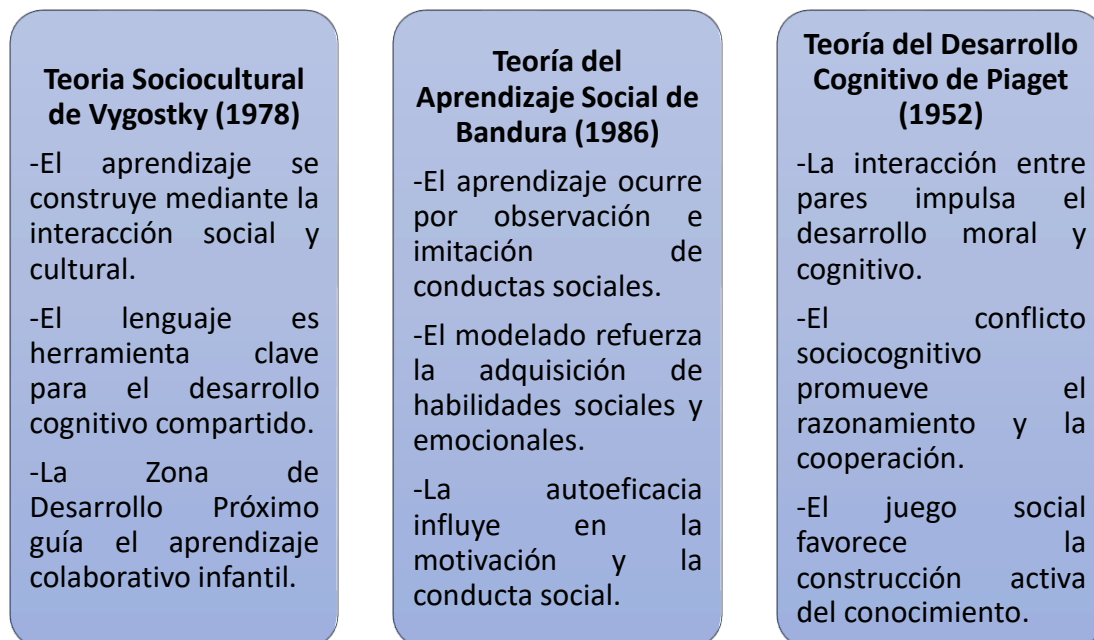 Teoria Sociocultural
de Vygostky (1978)
-El aprendizaje se
construye mediante la
interacción social y
cultural.
-El lenguaje es
herramienta clave
para el desarrollo
cognitivo compartido.
-La Zona de
Desarrollo Próximo
guía el aprendizaje
colaborativo infantil.
Teoría del
Aprendizaje Social de
Bandura (1986)
-El aprendizaje ocurre
por observación e
imitación de
conductas sociales.
-El modelado refuerza
la adquisición de
habilidades sociales y
emocionales.
-La autoeficacia
influye en la
motivación y la
conducta social.
Teoría del Desarrollo
Cognitivo de Piaget
(1952)
-La interacción entre
pares impulsa el
desarrollo moral y
cognitivo.
-El conflicto
sociocognitivo
promueve el
razonamiento y la
cooperación.
-El juego social
favorece la
construcción activa
del conocimiento.